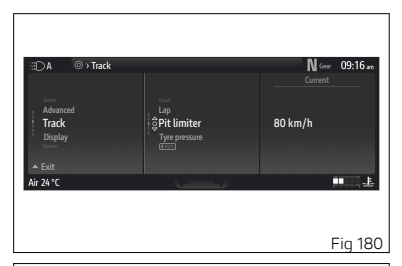 A › Track N Gear 09:16 am
Current
Vehicle
Advanced Lap
Track Pit limiter 80 km/h
Display Tyre pressure
Exit
Air 24 °C
Fig 180